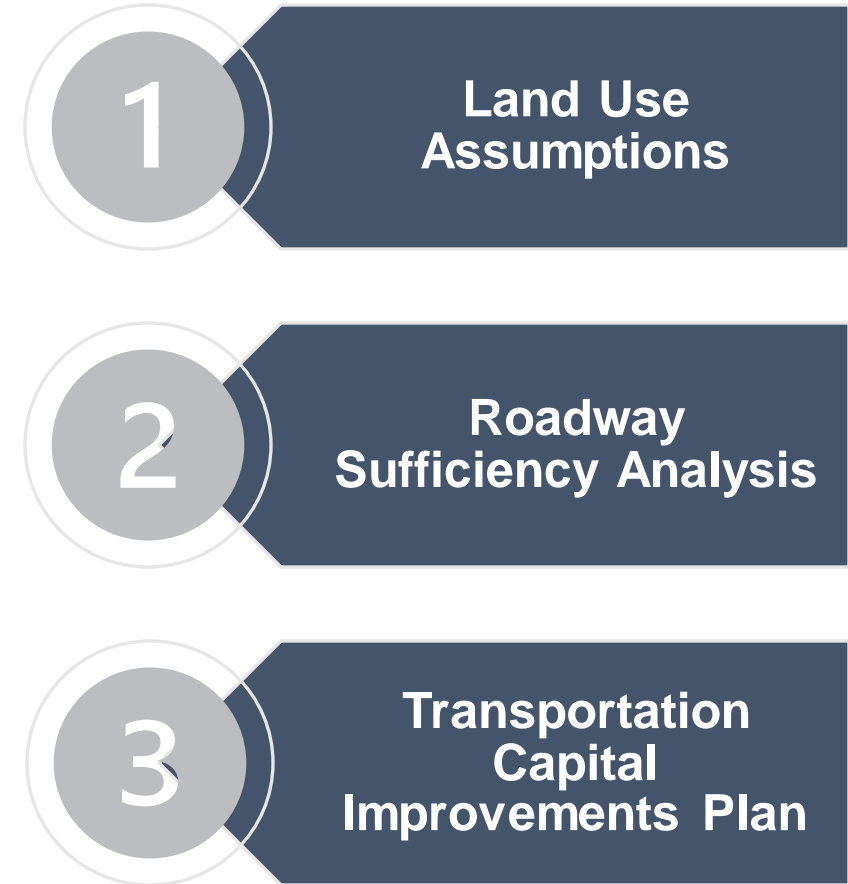 1
Land Use
Assumptions
2
Roadway
Sufficiency Analysis
3
Transportation
Capital
Improvements Plan